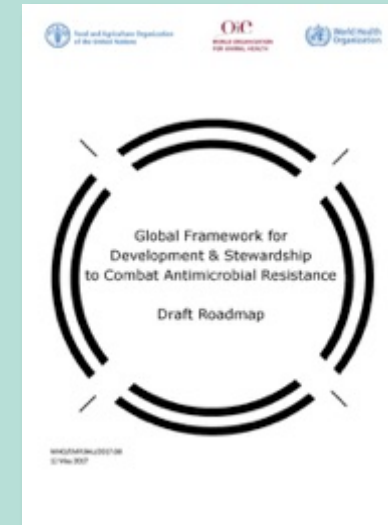 Food and Agriculture Organization
of the United Nations
OiE
WORLD ORGANISATION
FOR ANIMAL HEALTH
World Health
Organization
Global Framework for
Development & Stewardship
to Combat Antimicrobial Resistance
Draft Roadmap
12 May 2017